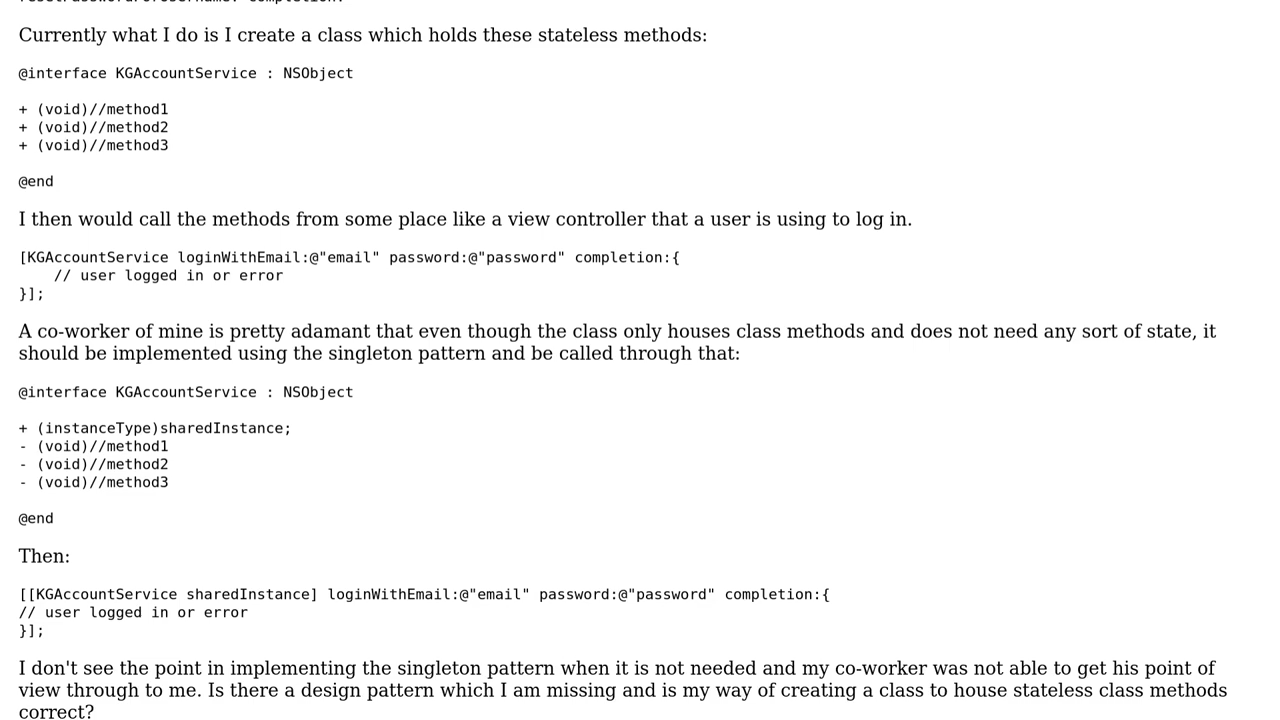 Currently what I do is I create a class which holds these stateless methods:
@interface KGAccountService : NSObject
+ (void)//method1
+ (void)//method2
+ (void)//method3
@end
I then would call the methods from some place like a view controller that a user is using to log in.
[KGAccountService loginWithEmail:@"email" password:@"password" completion:{
    // user logged in or error
}];
A co-worker of mine is pretty adamant that even though the class only houses class methods and does not need any sort of state, it
should be implemented using the singleton pattern and be called through that:
@interface KGAccountService : NSObject
+ (instanceType)sharedInstance;
- (void)//method1
- (void)//method2
- (void)//method3
@end
Then:
[[KGAccountService sharedInstance] loginWithEmail:@"email" password:@"password" completion:{
// user logged in or error
}];
I don't see the point in implementing the singleton pattern when it is not needed and my co-worker was not able to get his point of
view through to me. Is there a design pattern which I am missing and is my way of creating a class to house stateless class methods
correct?